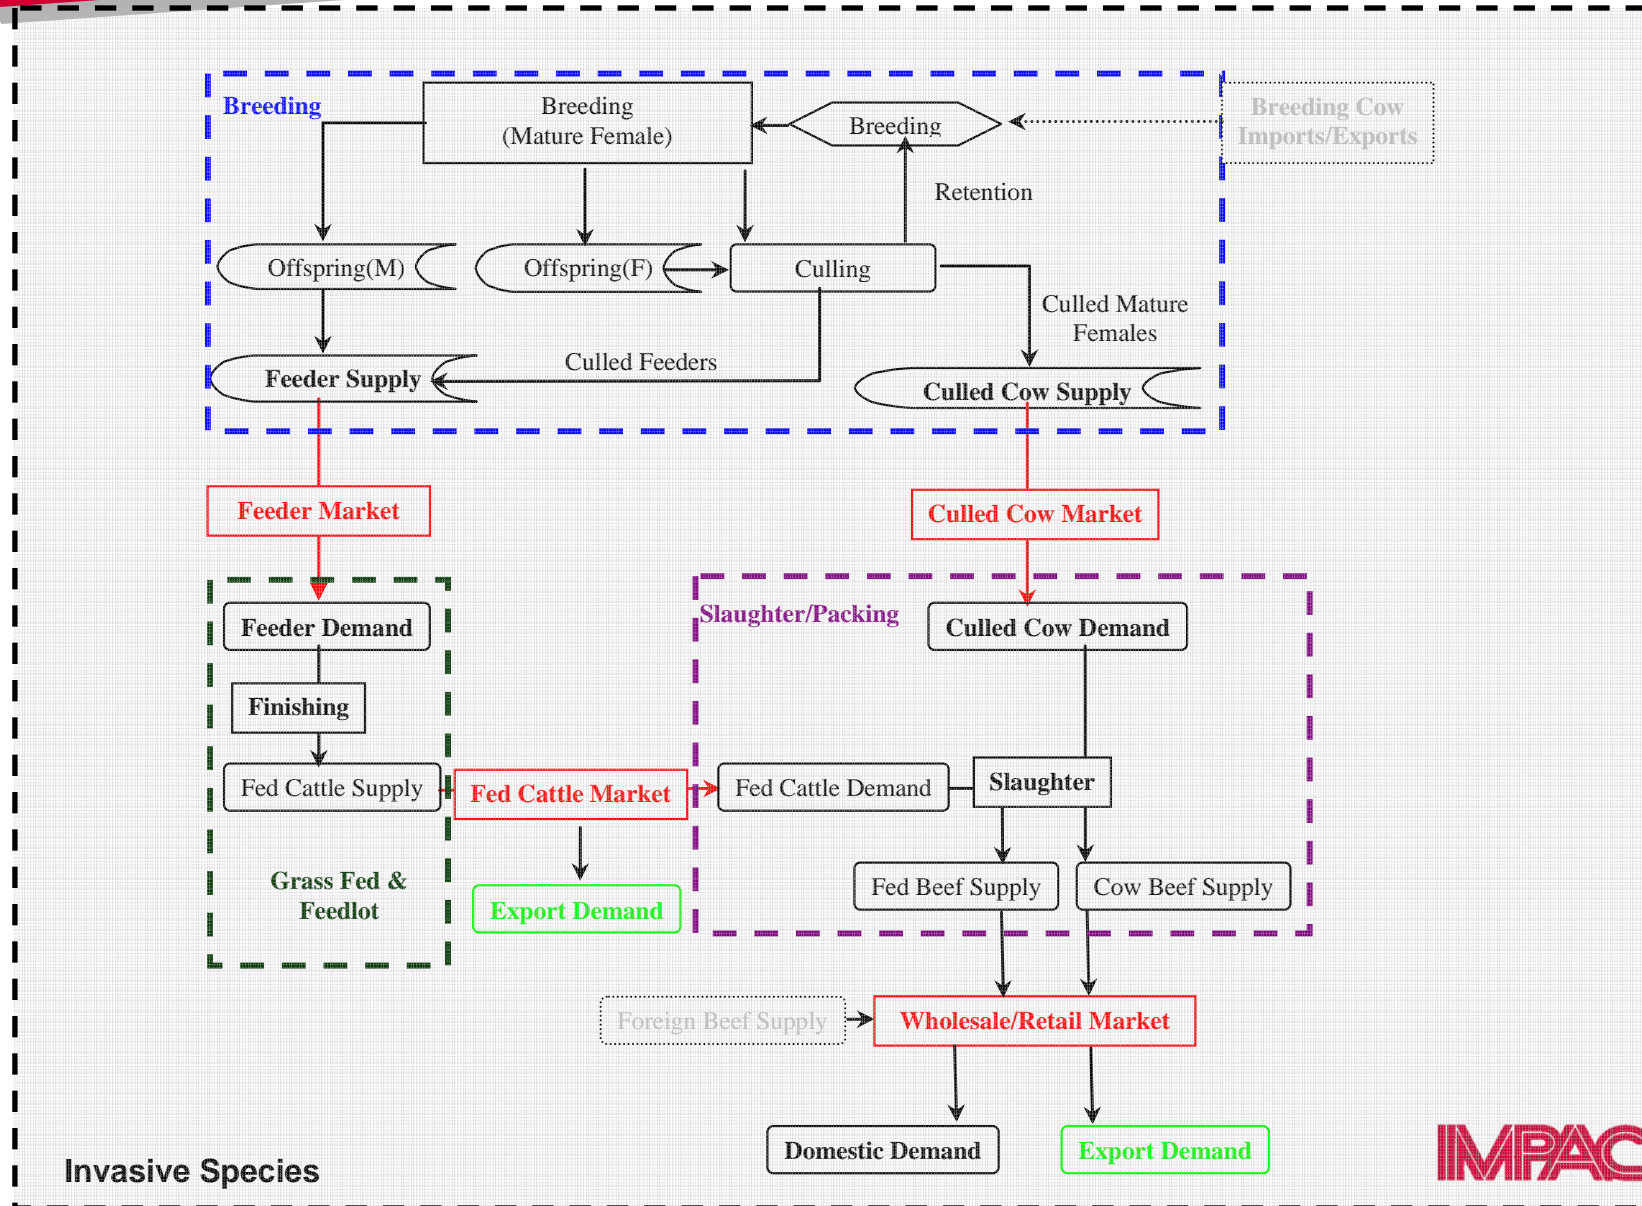 Breeding
Breeding
(Mature Female)
Breeding
Breeding Cow
Imports/Exports
Retention
Offspring(M)
Offspring(F)
Culling
Culled Mature
Females
Culled Feeders
Feeder Supply
Culled Cow Supply
Feeder Market
Culled Cow Market
Slaughter/Packing
Feeder Demand
Culled Cow Demand
Finishing
Fed Cattle Supply
Fed Cattle Market
Fed Cattle Demand
Slaughter
Grass Fed &
Feedlot
Export Demand
Fed Beef Supply
Cow Beef Supply
Foreign Beef Supply
Wholesale/Retail Market
Domestic Demand
Export Demand
Invasive Species
IMPAC